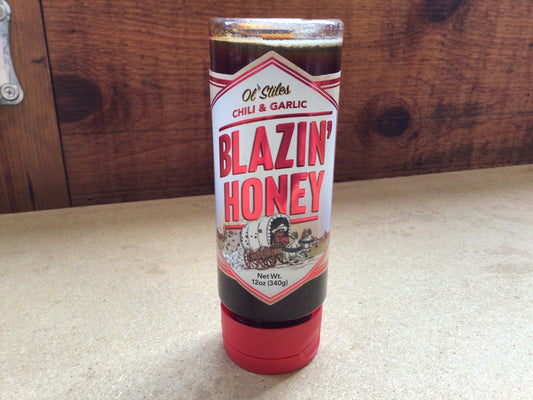 Ol' Stiles
CHILI & GARLIC
BLAZIN'
HONEY
Net Wt.
12oz (340g)